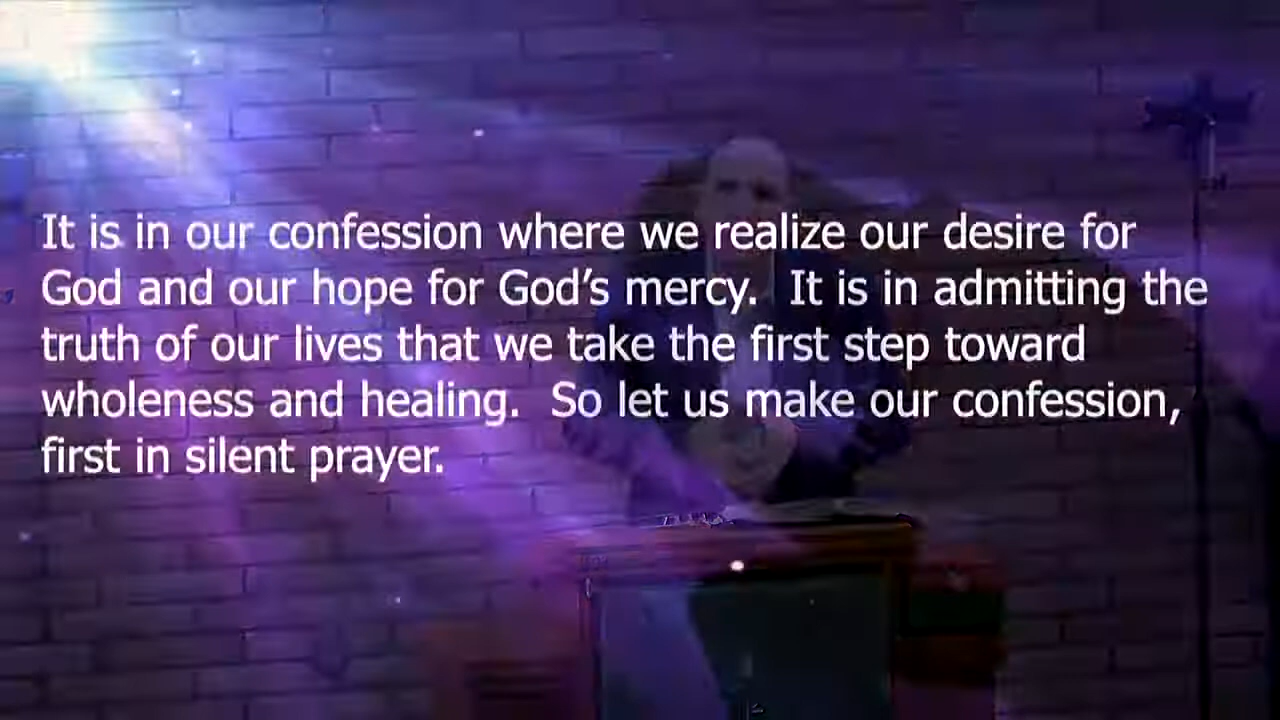 It is in our confession where we realize our desire for
God and our hope for God’s mercy.  It is in admitting the
truth of our lives that we take the first step toward
wholeness and healing.  So let us make our confession,
first in silent prayer.